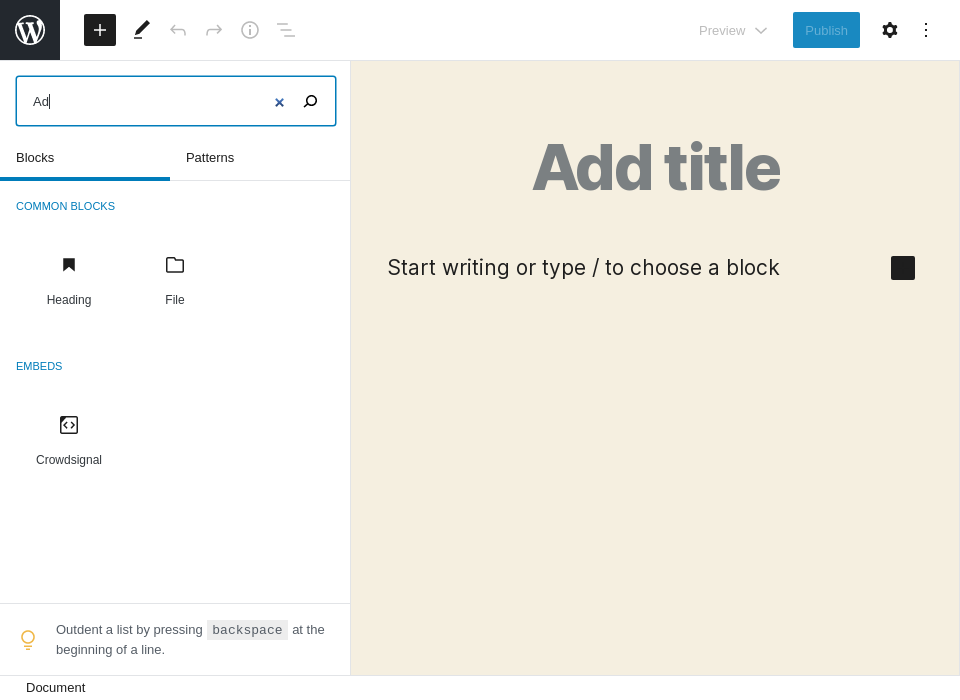 Preview
Publish
Ad
Blocks
Patterns
COMMON BLOCKS
Heading
File
EMBEDS
Crowdsignal
Outdent a list by pressing backspace at the
beginning of a line.
Add title
Start writing or type / to choose a block
Document